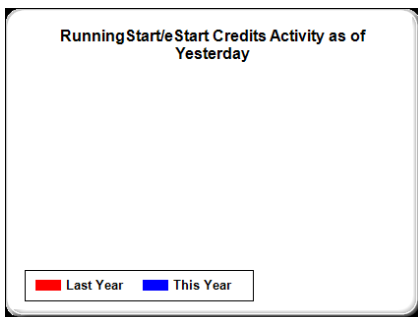 RunningStart/eStart Credits Activity as of
Yesterday
Last Year This Year